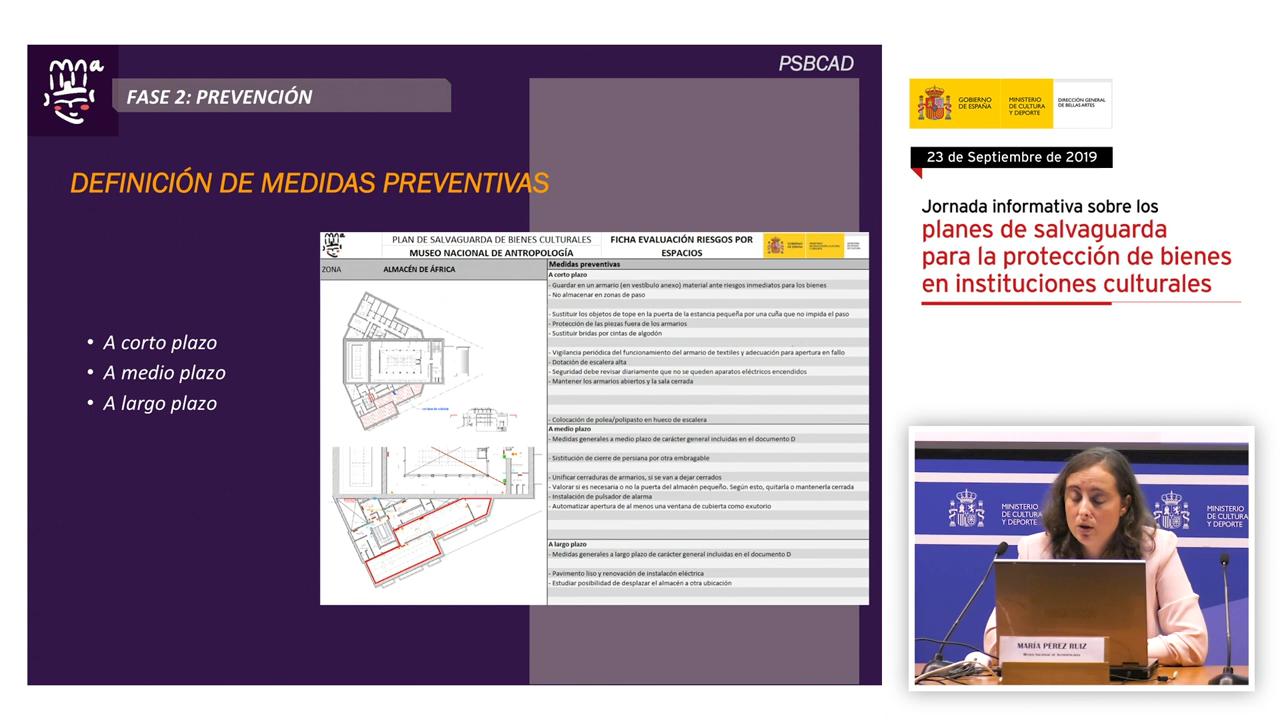 PSBCAD
FASE 2: PREVENCIÓN
DEFINICIÓN DE MEDIDAS PREVENTIVAS
• A corto plazo
• A medio plazo
• A largo plazo
PLAN DE SALVAGUARDA DE BIENES CULTURALES
MUSEO NACIONAL DE ANTROPOLOGÍA
FICHA EVALUACIÓN RIESGOS POR
ESPACIOS
ZONA
ALMACÉN DE ÁFRICA
Medidas preventivas
A corto plazo
- Guardar en un armario (en vestíbulo anexo) material ante riesgos inmediatos para los bienes
- No almacenar en zonas de paso
- Sustituir los objetos de tope en la puerta de la estancia pequeña por una cuña que no impida el paso
- Protección de las piezas fuera de los armarios
- Sustituir bridas por cintas de algodón
- Vigilancia periódica del funcionamiento del armario de textiles y adecuación para apertura en fallo
- Dotación de escalera alta
- Seguridad debe revisar diariamente que no se queden aparatos eléctricos encendidos
- Mantener los armarios abiertos y la sala cerrada
- Colocación de polea/polipasto en hueco de escalera
A medio plazo
- Medidas generales a medio plazo de carácter general incluidas en el documento D
- Sistitución de cierre de persiana por otra embragable
- Unificar cerraduras de armarios, si se van a dejar cerrados
- Valorar si es necesaria o no la puerta del almacén pequeño. Según esto, quitarla o mantenerla cerrada
- Instalación de pulsador de alarma
- Automatizar apertura de al menos una ventana de cubierta como exutorio
A largo plazo
- Medidas generales a largo plazo de carácter general incluidas en el documento D
- Pavimento liso y renovación de instalacón eléctrica
- Estudiar posibilidad de desplazar el almacén a otra ubicación
GOBIERNO
DE ESPAÑA
MINISTERIO
DE CULTURA
Y DEPORTE
DIRECCIÓN GENERAL
DE BELLAS ARTES
23 de Septiembre de 2019
Jornada informativa sobre los
planes de salvaguarda
para la protección de bienes
en instituciones culturales
MINISTERIO
DE CULTURA
Y DEPORTE
MINISTERIO
DE CULTURA
Y DEPORTE
MARÍA PÉREZ RUIZ
MUSEO NACIONAL DE ANTROPOLOGÍA